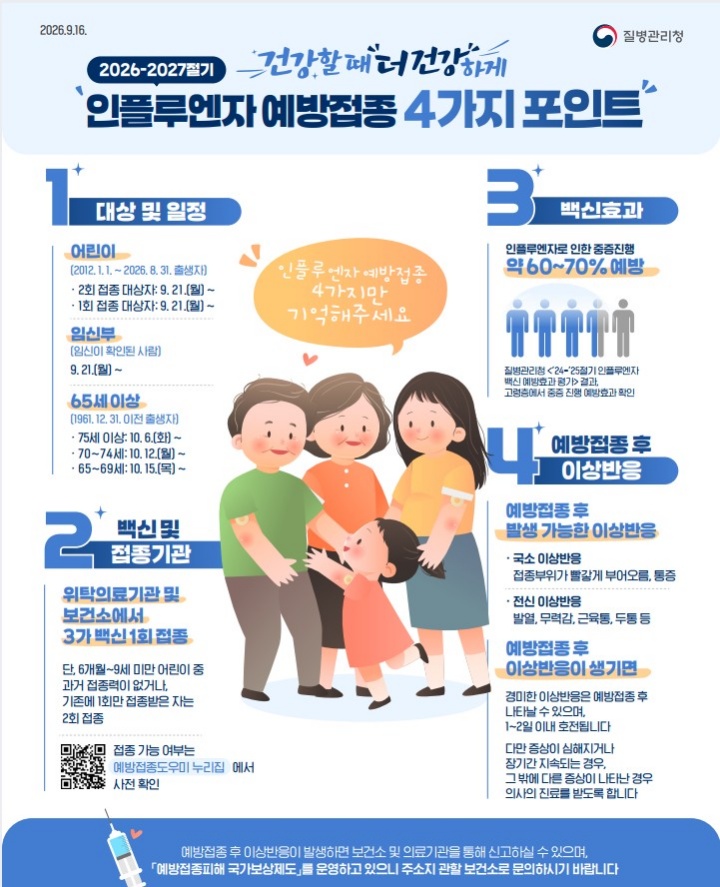 2026.9.16.
질병관리청
2026-2027절기
건강할 때 "더 건강"하게
'인플루엔자 예방접종 4가지 포인트'
1 대상 및 일정
어린이
(2012. 1. 1. ~ 2026. 8. 31. 출생자)
· 2회 접종 대상자: 9. 21.(월) ~
· 1회 접종 대상자: 9. 21.(월) ~
임신부
(임신이 확인된 사람)
9. 21.(월) ~
65세 이상
(1961. 12. 31. 이전 출생자)
· 75세 이상: 10. 6.(화) ~
· 70~74세: 10. 12.(월) ~
· 65~69세: 10. 15.(목) ~
인플루엔자 예방접종
4가지만
기억해주세요
2 백신 및
접종기관
위탁의료기관 및
보건소에서
3가 백신 1회 접종
단, 6개월~9세 미만 어린이 중
과거 접종력이 없거나,
기존에 1회만 접종받은 자는
2회 접종
접종 가능 여부는
예방접종도우미 누리집 에서
사전 확인
3 백신효과
인플루엔자로 인한 중증진행
약 60~70% 예방
질병관리청 <'24-'25절기 인플루엔자
백신 예방효과 평가> 결과,
고령층에서 중증 진행 예방효과 확인
4 예방접종 후
이상반응
예방접종 후
발생 가능한 이상반응
· 국소 이상반응
접종부위가 빨갛게 부어오름, 통증
· 전신 이상반응
발열, 무력감, 근육통, 두통 등
예방접종 후
이상반응이 생기면
경미한 이상반응은 예방접종 후
나타날 수 있으며,
1~2일 이내 호전됩니다
다만 증상이 심해지거나
장기간 지속되는 경우,
그 밖에 다른 증상이 나타난 경우
의사의 진료를 받도록 합니다
예방접종 후 이상반응이 발생하면 보건소 및 의료기관을 통해 신고하실 수 있으며,
「예방접종피해 국가보상제도」를 운영하고 있으니 주소지 관할 보건소로 문의하시기 바랍니다